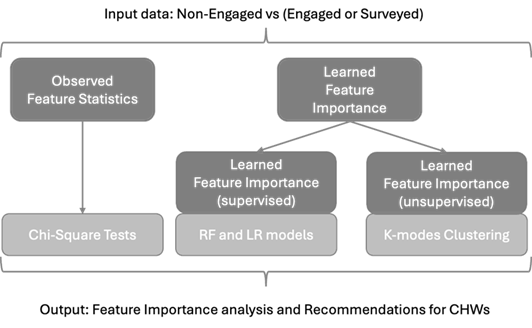 Input data: Non-Engaged vs (Engaged or Surveyed)
Observed
Feature Statistics
Learned
Feature
Importance
Learned
Feature Importance
(supervised)
Learned
Feature Importance
(unsupervised)
Chi-Square Tests
RF and LR models
K-modes Clustering
Output: Feature Importance analysis and Recommendations for CHWs